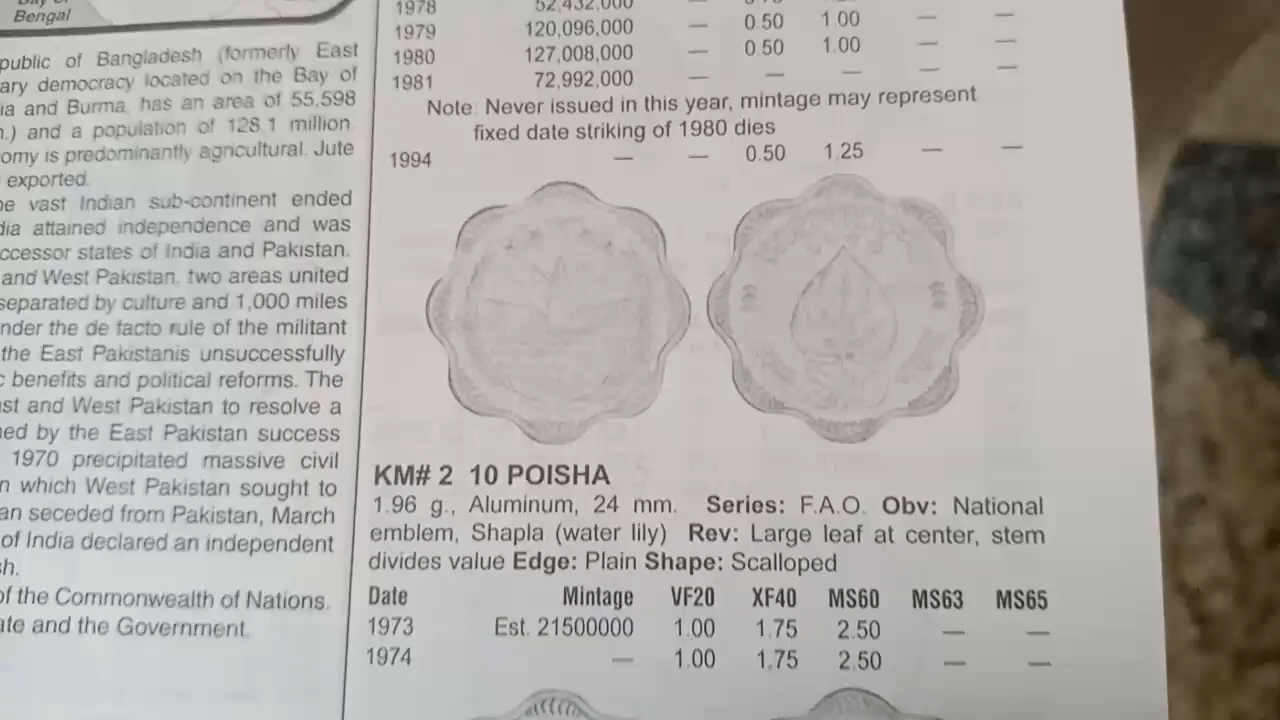 Bay of
Bengal
public of Bangladesh (formerly East
ary democracy located on the Bay of
ia and Burma, has an area of 55,598
.) and a population of 128.1 million.
omy is predominantly agricultural. Jute
exported.
e vast Indian sub-continent ended
dia attained independence and was
ccessor states of India and Pakistan.
and West Pakistan, two areas united
separated by culture and 1,000 miles
nder the de facto rule of the militant
the East Pakistanis unsuccessfully
c benefits and political reforms. The
ast and West Pakistan to resolve a
ned by the East Pakistan success
1970 precipitated massive civil
n which West Pakistan sought to
an seceded from Pakistan, March
of India declared an independent
sh.
of the Commonwealth of Nations.
ate and the Government.
1978 52,432,000
1979 120,096,000 — 0.50 1.00 — —
1980 127,008,000 — 0.50 1.00 — —
1981 72,992,000 — — — — —
Note: Never issued in this year, mintage may represent
fixed date striking of 1980 dies
1994 — — 0.50 1.25 — —
KM# 2 10 POISHA
1.96 g., Aluminum, 24 mm. Series: F.A.O. Obv: National
emblem, Shapla (water lily) Rev: Large leaf at center, stem
divides value Edge: Plain Shape: Scalloped
Date Mintage VF20 XF40 MS60 MS63 MS65
1973 Est. 21500000 1.00 1.75 2.50 — —
1974 — 1.00 1.75 2.50 — —